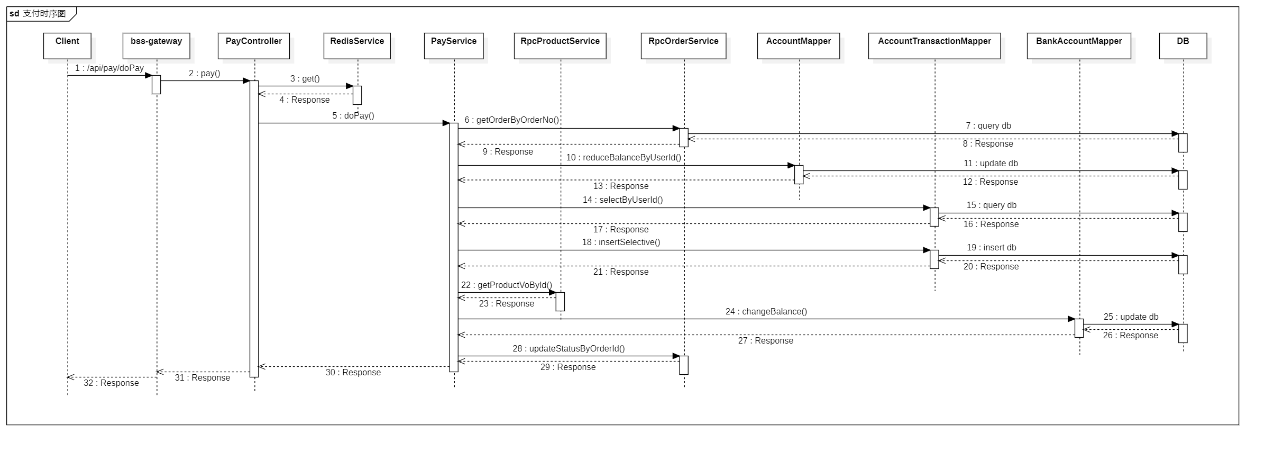 sd 支付时序图
Client
bss-gateway
PayController
RedisService
PayService
RpcProductService
RpcOrderService
AccountMapper
AccountTransactionMapper
BankAccountMapper
DB
1 : /api/pay/doPay
2 : pay()
3 : get()
4 : Response
5 : doPay()
6 : getOrderByOrderNo()
7 : query db
8 : Response
9 : Response
10 : reduceBalanceByUserId()
11 : update db
12 : Response
13 : Response
14 : selectByUserId()
15 : query db
16 : Response
17 : Response
18 : insertSelective()
19 : insert db
20 : Response
21 : Response
22 : getProductVoById()
23 : Response
24 : changeBalance()
25 : update db
26 : Response
27 : Response
28 : updateStatusByOrderId()
29 : Response
30 : Response
31 : Response
32 : Response